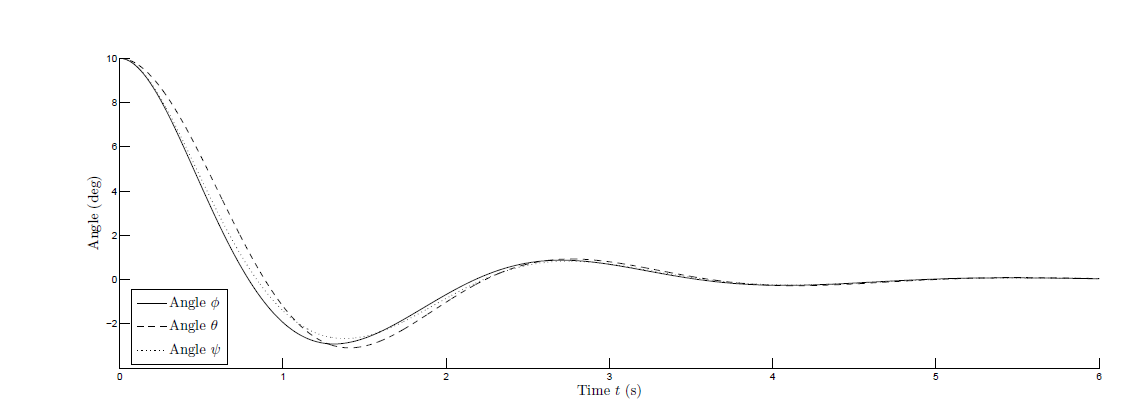 10
8
6
4
2
0
−2
Angle (deg)
Angle ϕ
Angle θ
Angle ψ
0 1 2 3 4 5 6
Time t (s)